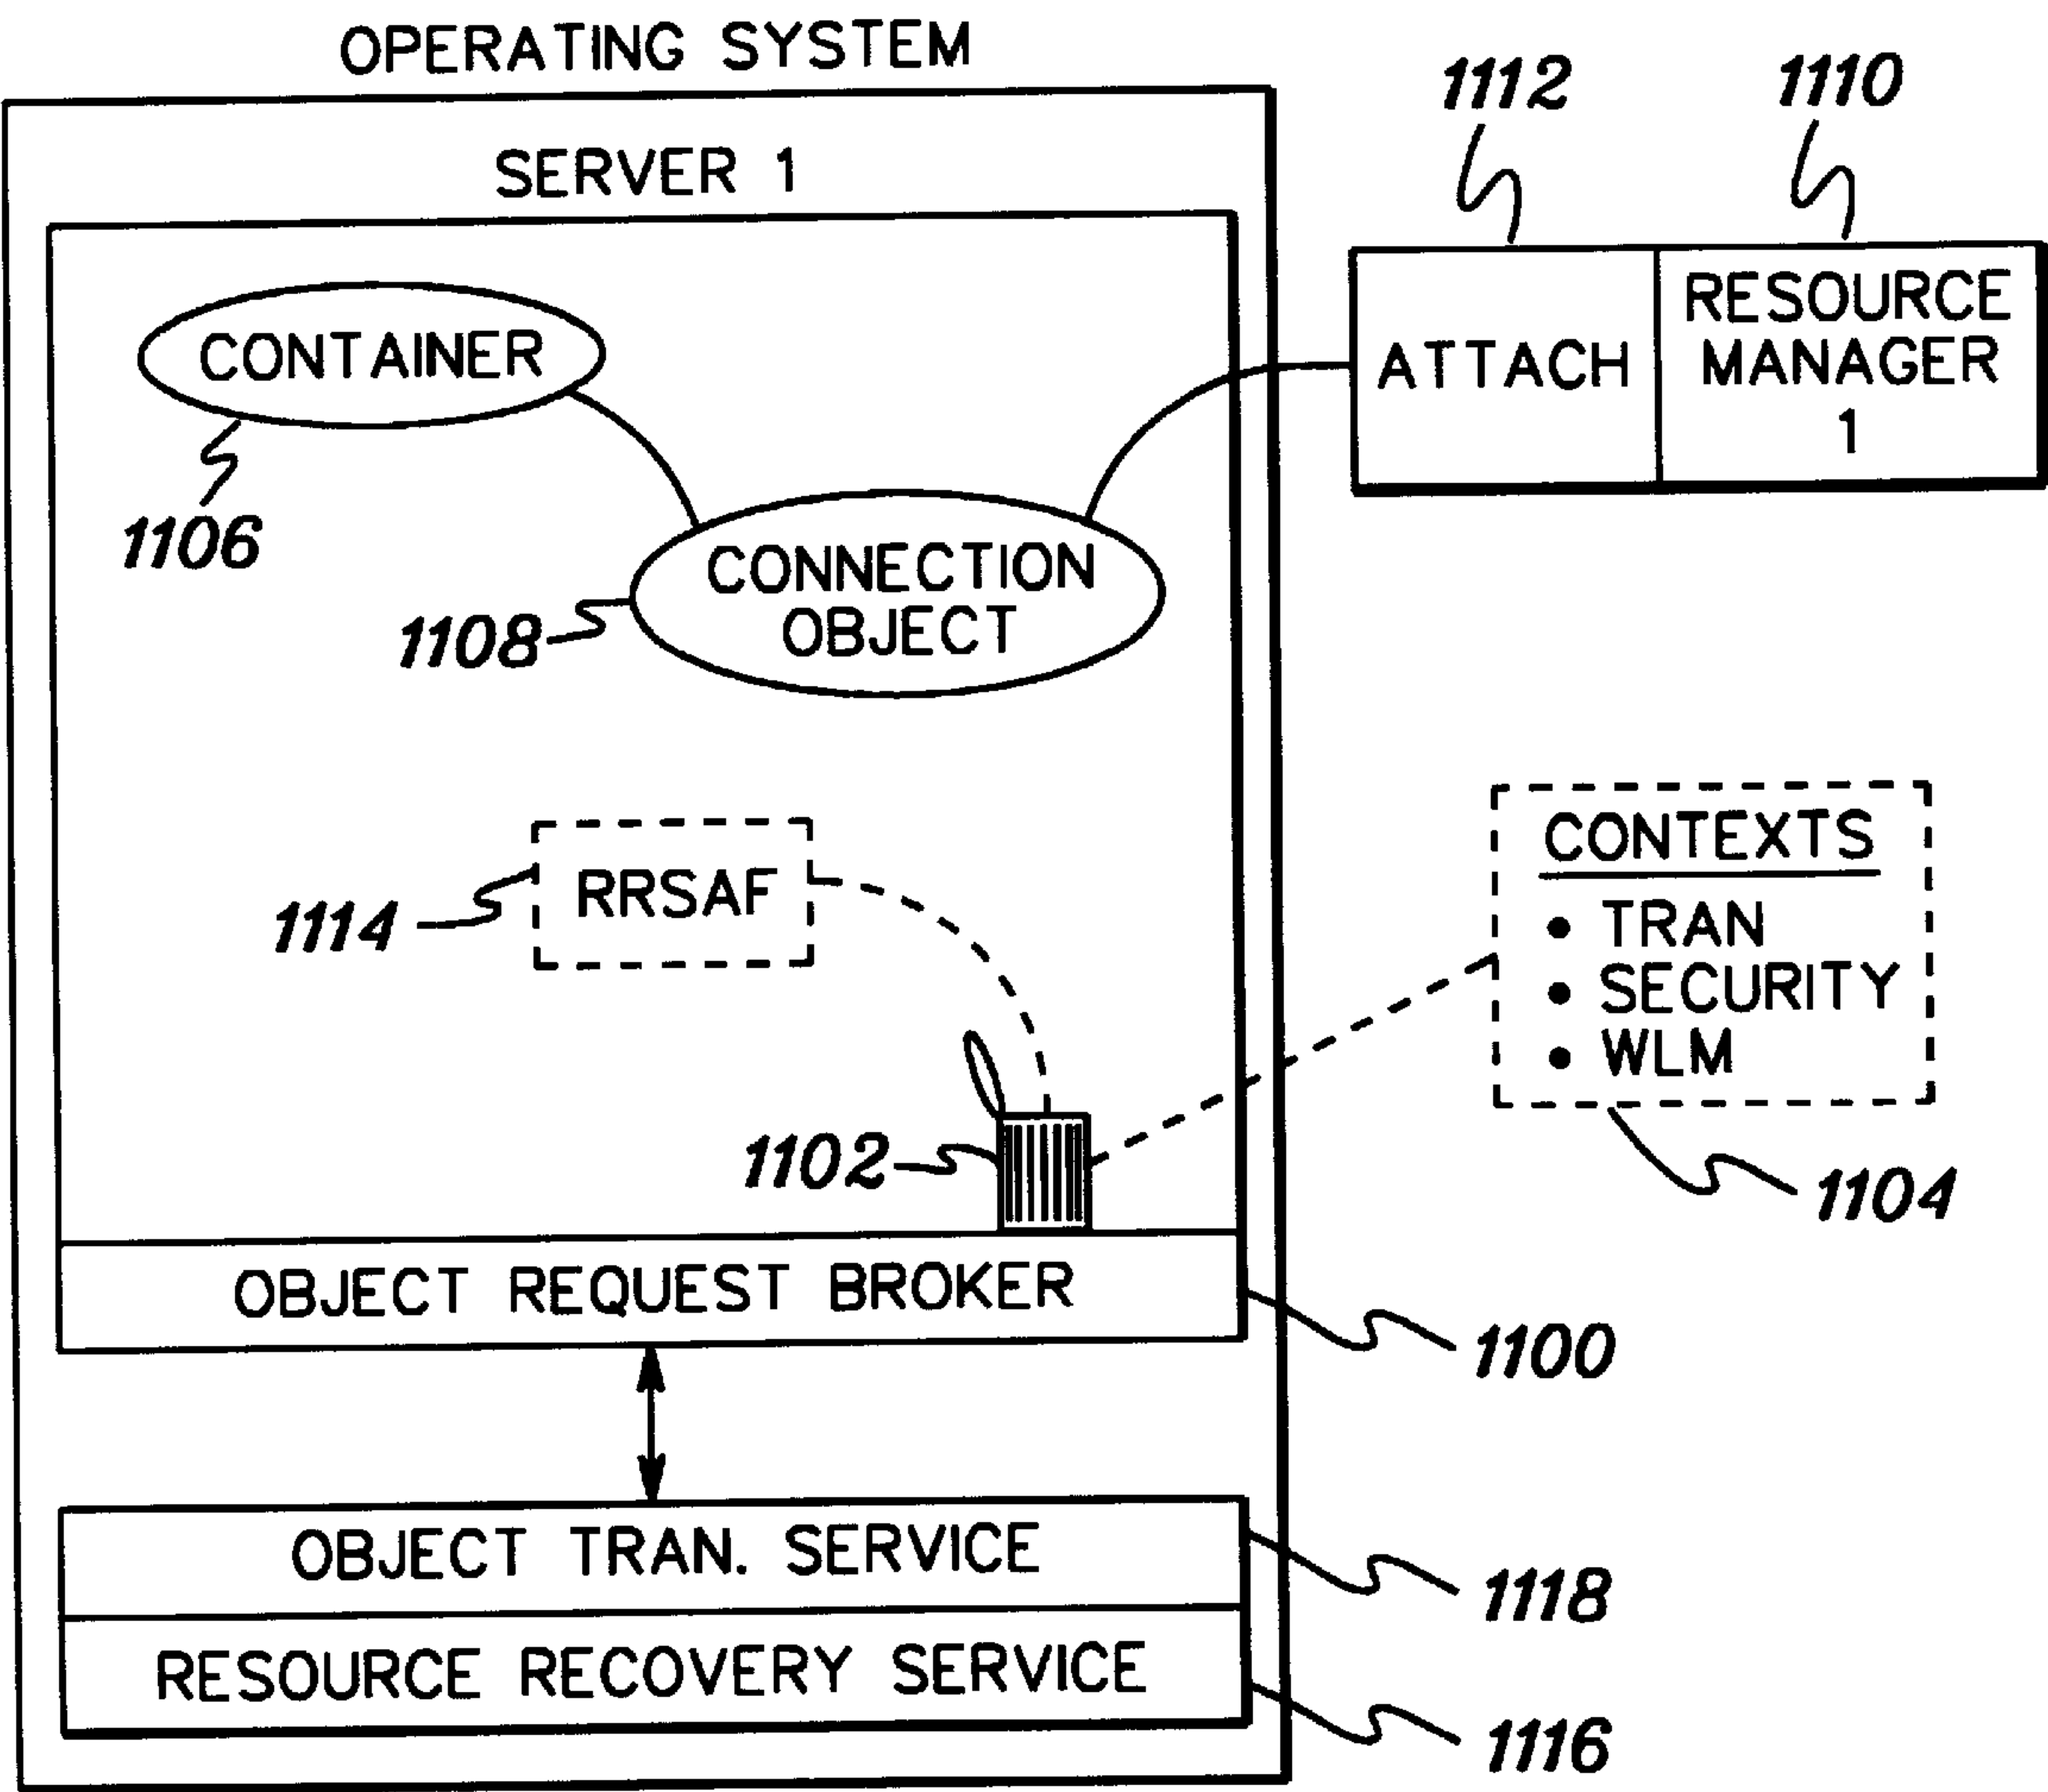 OPERATING SYSTEM
1112
1110
SERVER 1
CONTAINER
ATTACH
RESOURCE
MANAGER
1
1106
CONNECTION
OBJECT
1108
CONTEXTS
• TRAN
• SECURITY
• WLM
RRSAF
1114
1102
1104
OBJECT REQUEST BROKER
1100
OBJECT TRAN. SERVICE
1118
RESOURCE RECOVERY SERVICE
1116